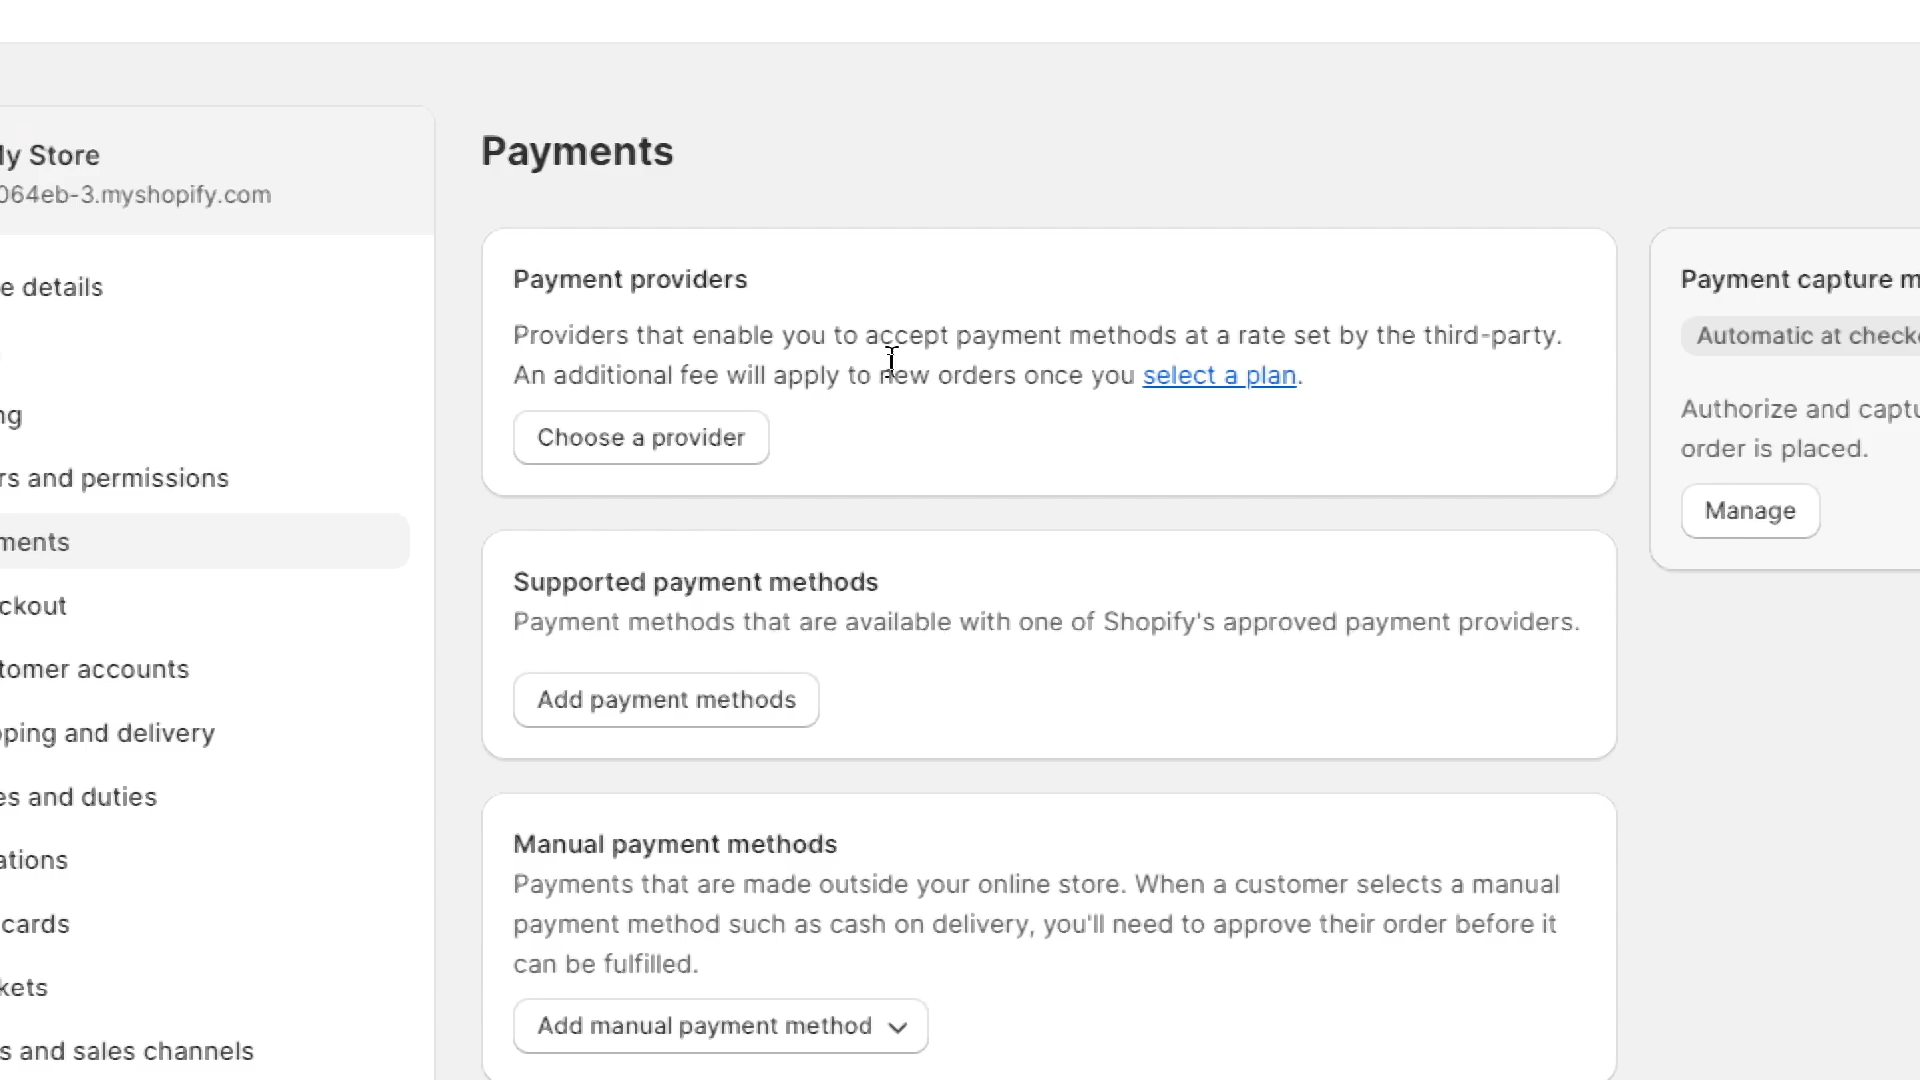 My Store
064eb-3.myshopify.com
e details
ng
rs and permissions
ments
ckout
tomer accounts
pping and delivery
es and duties
ations
cards
kets
s and sales channels
Payments
Payment providers
Providers that enable you to accept payment methods at a rate set by the third-party.
An additional fee will apply to new orders once you select a plan.
Choose a provider
Supported payment methods
Payment methods that are available with one of Shopify's approved payment providers.
Add payment methods
Manual payment methods
Payments that are made outside your online store. When a customer selects a manual
payment method such as cash on delivery, you'll need to approve their order before it
can be fulfilled.
Add manual payment method
Payment capture m
Automatic at checko
Authorize and captu
order is placed.
Manage